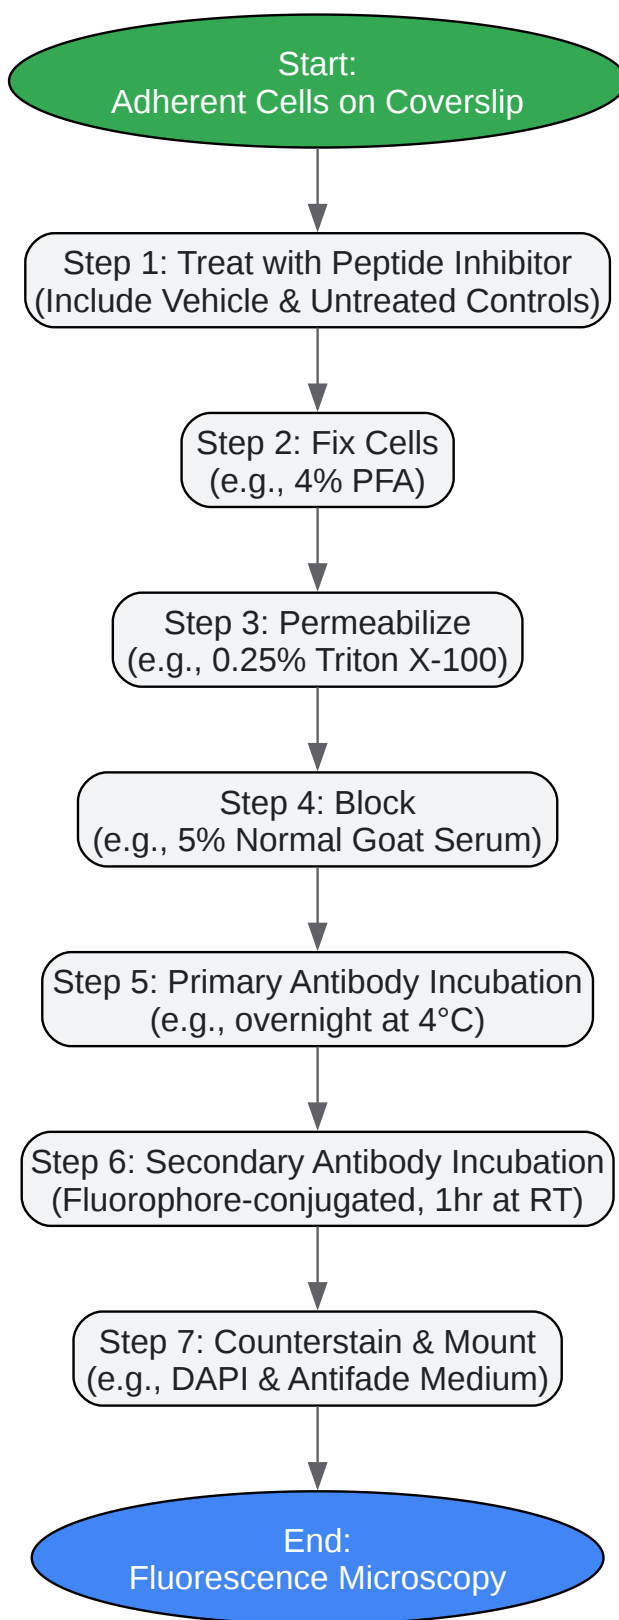 Start:
Adherent Cells on Coverslip
Step 1: Treat with Peptide Inhibitor
(Include Vehicle & Untreated Controls)
Step 2: Fix Cells
(e.g., 4% PFA)
Step 3: Permeabilize
(e.g., 0.25% Triton X-100)
Step 4: Block
(e.g., 5% Normal Goat Serum)
Step 5: Primary Antibody Incubation
(e.g., overnight at 4°C)
Step 6: Secondary Antibody Incubation
(Fluorophore-conjugated, 1hr at RT)
Step 7: Counterstain & Mount
(e.g., DAPI & Antifade Medium)
End:
Fluorescence Microscopy